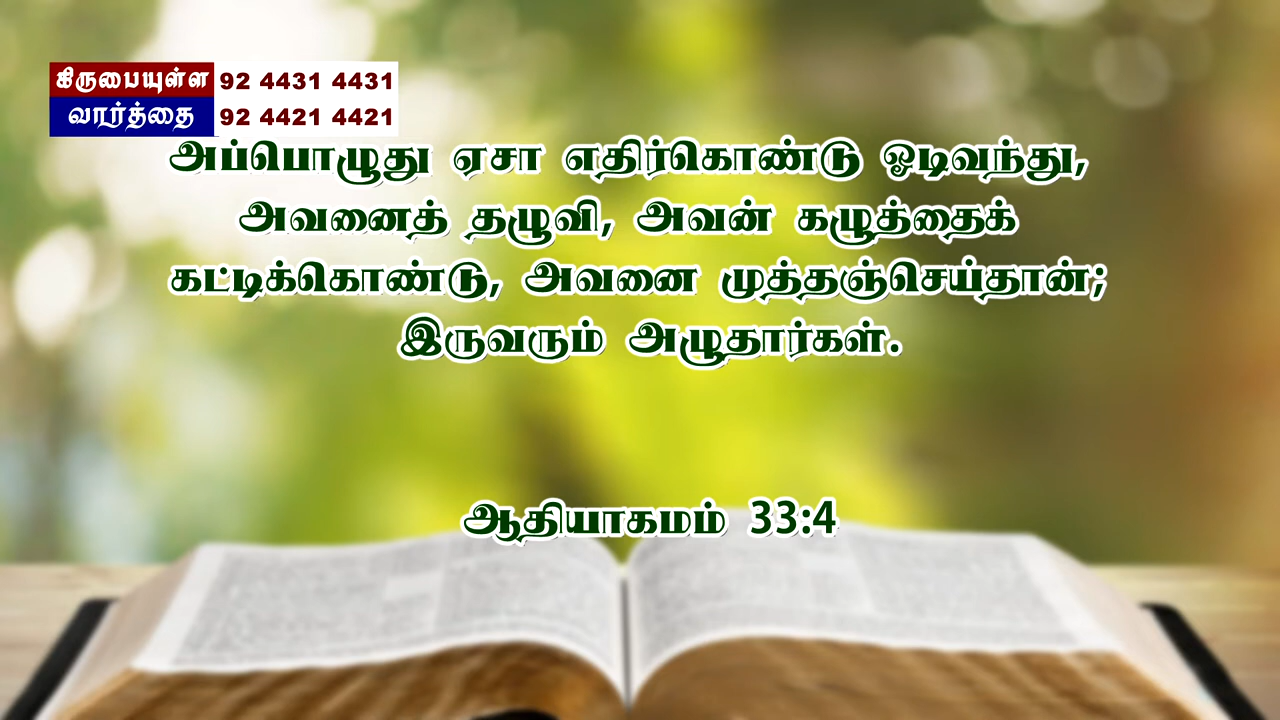 கிருபையுள்ள 92 4431 4431
வார்த்தை 92 4421 4421
அப்பொழுது ஏசா எதிர்கொண்டு ஓடிவந்து,
அவனைத் தழுவி, அவன் கழுத்தைக்
கட்டிக்கொண்டு, அவனை முத்தஞ்செய்தான்;
இருவரும் அழுதார்கள்.
ஆதியாகமம் 33:4